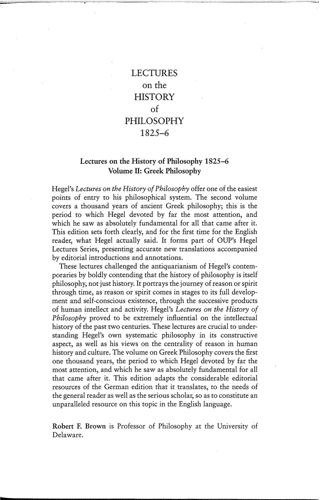 LECTURES
on the
HISTORY
of
PHILOSOPHY
1825–6
Lectures on the History of Philosophy 1825–6
Volume II: Greek Philosophy
Hegel's Lectures on the History of Philosophy offer one of the easiest
points of entry to his philosophical system. The second volume
covers a thousand years of ancient Greek philosophy; this is the
period to which Hegel devoted by far the most attention, and
which he saw as absolutely fundamental for all that came after it.
This edition sets forth clearly, and for the first time for the English
reader, what Hegel actually said. It forms part of OUP's Hegel
Lectures Series, presenting accurate new translations accompanied
by editorial introductions and annotations.
These lectures challenged the antiquarianism of Hegel's contem-
poraries by boldly contending that the history of philosophy is itself
philosophy, not just history. It portrays the journey of reason or spirit
through time, as reason or spirit comes in stages to its full develop-
ment and self-conscious existence, through the successive products
of human intellect and activity. Hegel's Lectures on the History of
Philosophy proved to be extremely influential on the intellectual
history of the past two centuries. These lectures are crucial to under-
standing Hegel's own systematic philosophy in its constructive
aspect, as well as his views on the centrality of reason in human
history and culture. The volume on Greek Philosophy covers the first
one thousand years, the period to which Hegel devoted by far the
most attention, and which he saw as absolutely fundamental for all
that came after it. This edition adapts the considerable editorial
resources of the German edition that it translates, to the needs of
the general reader as well as the serious scholar, so as to constitute an
unparalleled resource on this topic in the English language.
Robert F. Brown is Professor of Philosophy at the University of
Delaware.